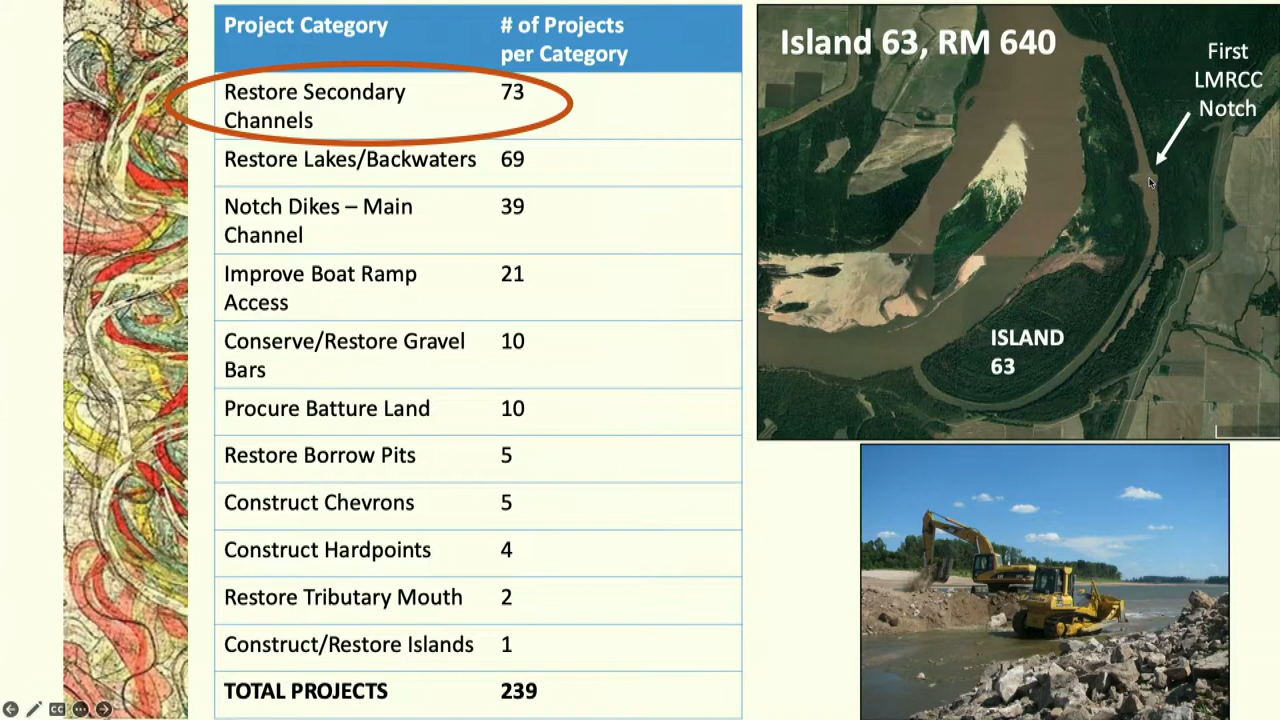 Project Category
# of Projects
per Category
Restore Secondary
Channels
73
Restore Lakes/Backwaters
69
Notch Dikes – Main
Channel
39
Improve Boat Ramp
Access
21
Conserve/Restore Gravel
Bars
10
Procure Batture Land
10
Restore Borrow Pits
5
Construct Chevrons
5
Construct Hardpoints
4
Restore Tributary Mouth
2
Construct/Restore Islands
1
TOTAL PROJECTS
239
Island 63, RM 640
First
LMRCC
Notch
ISLAND
63
CC